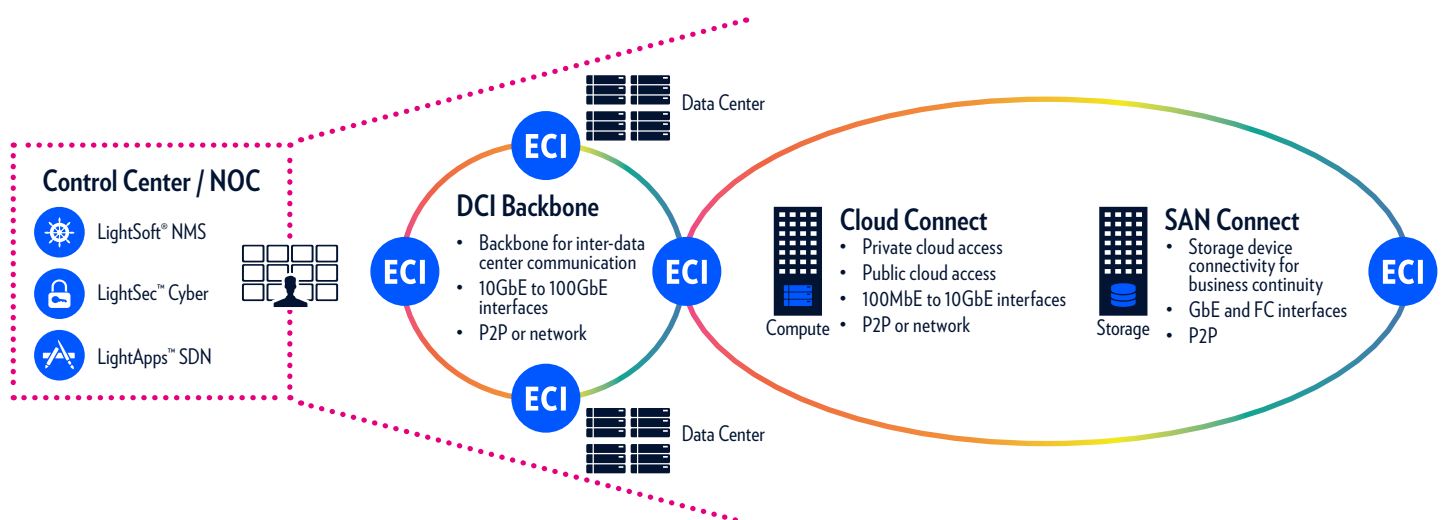 Control Center / NOC
LightSoft® NMS
LightSec™ Cyber
LightApps™ SDN
Data Center
ECI
ECI
DCI Backbone
• Backbone for inter-data
center communication
• 10GbE to 100GbE
interfaces
• P2P or network
ECI
ECI
Data Center
Compute
Cloud Connect
• Private cloud access
• Public cloud access
• 100MbE to 10GbE interfaces
• P2P or network
Storage
SAN Connect
• Storage device
connectivity for
business continuity
• GbE and FC interfaces
• P2P
ECI